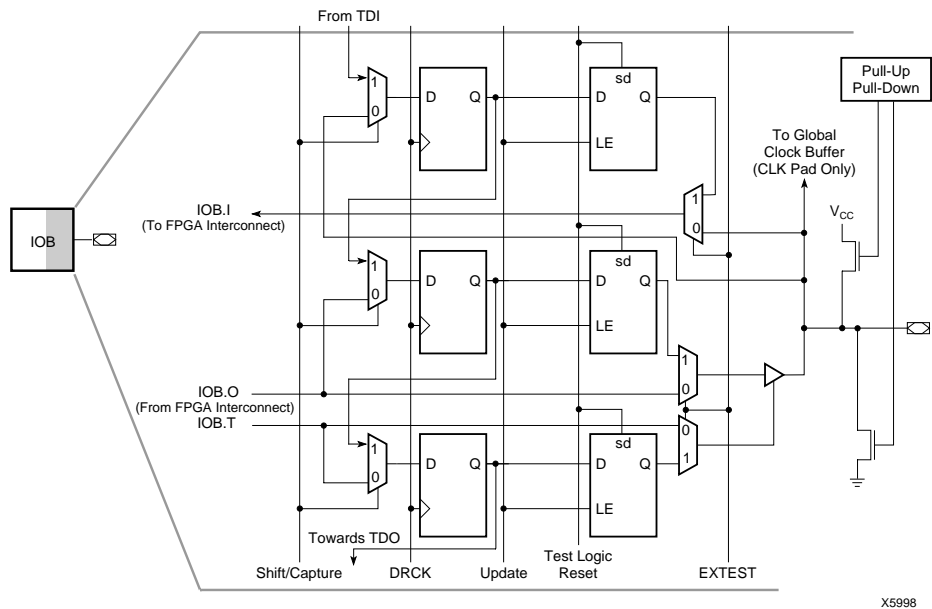 From TDI
1
0
D Q
sd
D Q
LE
Pull-Up
Pull-Down
To Global
Clock Buffer
(CLK Pad Only)
IOB
IOB.I
(To FPGA Interconnect)
1
0
VCC
1
0
D Q
sd
D Q
LE
1
0
IOB.O
(From FPGA Interconnect)
IOB.T
0
1
1
0
D Q
sd
D Q
LE
Towards TDO
Shift/Capture
DRCK
Update
Test Logic
Reset
EXTEST
X5998